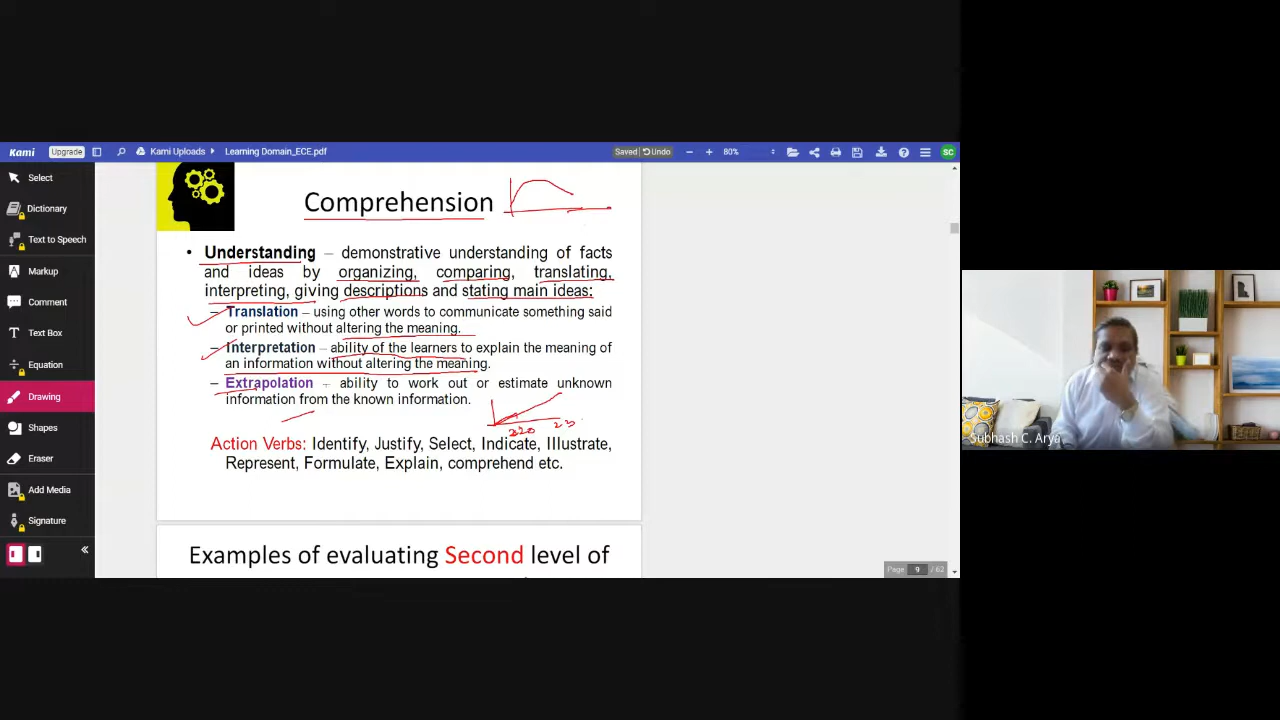 Kami
Upgrade
Kami Uploads
Learning Domain_ECE.pdf
Saved
Undo
80%
SC
Select
Dictionary
Text to Speech
Markup
Comment
Text Box
Equation
Drawing
Shapes
Eraser
Add Media
Signature
Comprehension
• Understanding – demonstrative understanding of facts
and ideas by organizing, comparing, translating,
interpreting, giving descriptions and stating main ideas:
– Translation – using other words to communicate something said
or printed without altering the meaning.
– Interpretation – ability of the learners to explain the meaning of
an information without altering the meaning.
– Extrapolation – ability to work out or estimate unknown
information from the known information.
Action Verbs: Identify, Justify, Select, Indicate, Illustrate,
Represent, Formulate, Explain, comprehend etc.
Examples of evaluating Second level of
Page 9 / 62
Subhash C. Arya